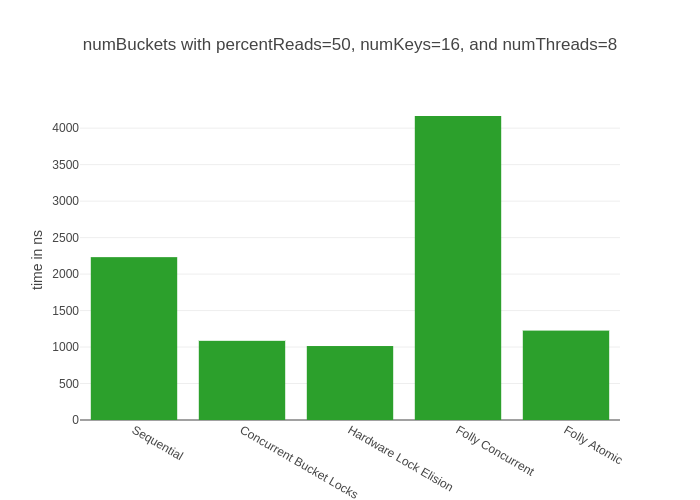 numBuckets with percentReads=50, numKeys=16, and numThreads=8
time in ns
4000
3500
3000
2500
2000
1500
1000
500
0
Sequential
Concurrent Bucket Locks
Hardware Lock Elision
Folly Concurrent
Folly Atomic